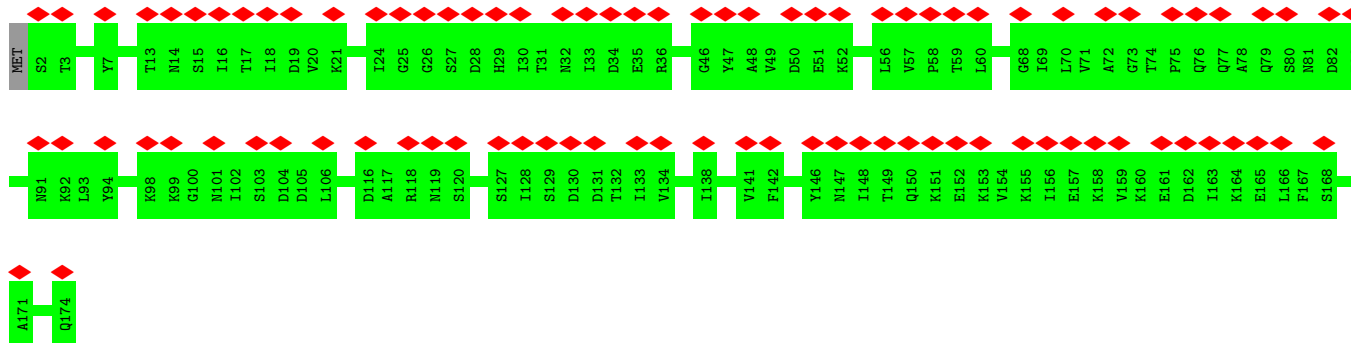 MET S2 T3 Y7 T13 N14 S15 I16 T17 I18 D19 V20 K21 I24 G25 G26 S27 D28 H29 I30 T31 N32 I33 D34 E35 R36 G46 Y47 A48 V49 D50 E51 K52 L56 V57 P58 T59 L60 G68 I69 L70 V71 A72 G73 T74 P75 Q76 Q77 A78 Q79 S80 N81 D82
N91 K92 L93 Y94 K98 K99 G100 N101 I102 S103 D104 D105 L106 D116 A117 R118 N119 S120 S127 I128 S129 D130 D131 T132 I133 V134 I138 V141 F142 Y146 N147 I148 T149 Q150 K151 E152 K153 V154 K155 I156 E157 K158 V159 K160 E161 D162 I163 K164 E165 L166 F167 S168
A171 Q174